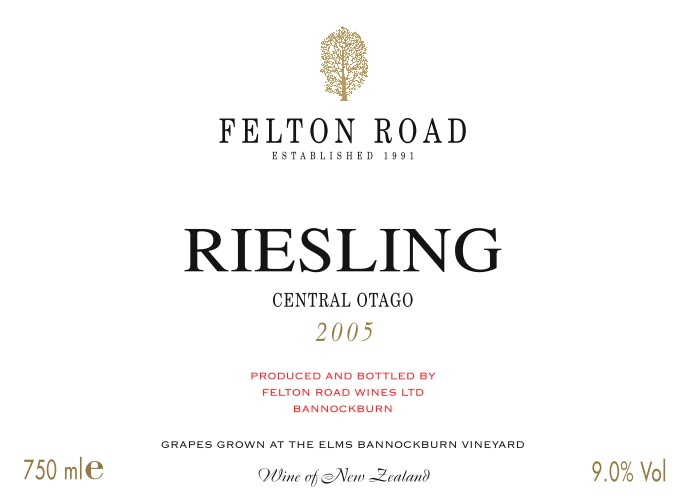 FELTON ROAD
ESTABLISHED 1991
RIESLING
CENTRAL OTAGO
2005
PRODUCED AND BOTTLED BY
FELTON ROAD WINES LTD
BANNOCKBURN
GRAPES GROWN AT THE ELMS BANNOCKBURN VINEYARD
750 ml℮
Wine of New Zealand
9.0% Vol